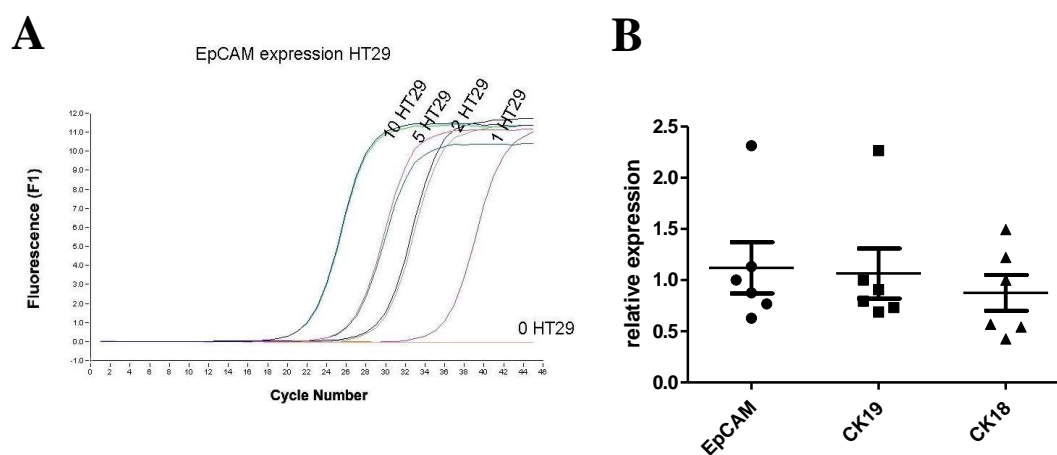 A
EpCAM expression HT29
10 HT29
5 HT29
2 HT29
1 HT29
0 HT29
Fluorescence (F1)
12.0
11.0
10.0
9.0
8.0
7.0
6.0
5.0
4.0
3.0
2.0
1.0
0.0
-1.0
0 2 4 6 8 10 12 14 16 18 20 22 24 26 28 30 32 34 36 38 40 42 44 46
Cycle Number
B
relative expression
2.5
2.0
1.5
1.0
0.5
0.0
EpCAM
CK19
CK18